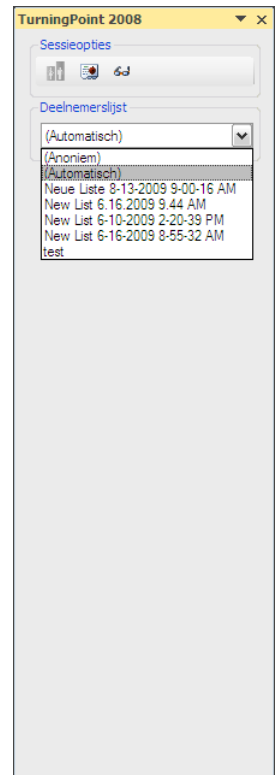 TurningPoint 2008
Sessieopties
Deelnemerslijst
(Automatisch)
(Anoniem)
(Automatisch)
Neue Liste 8-13-2009 9-00-16 AM
New List 6.16.2009 9.44 AM
New List 6-10-2009 2-20-39 PM
New List 6-16-2009 8-55-32 AM
test